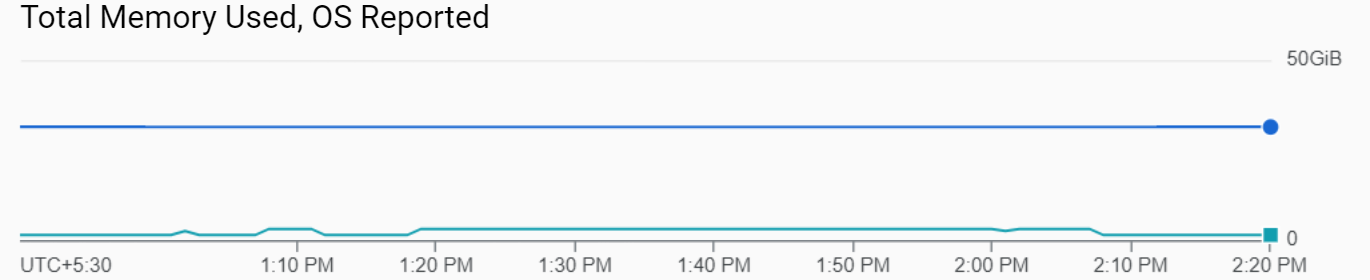 Total Memory Used, OS Reported
50GiB
0
UTC+5:30 1:10 PM 1:20 PM 1:30 PM 1:40 PM 1:50 PM 2:00 PM 2:10 PM 2:20 PM